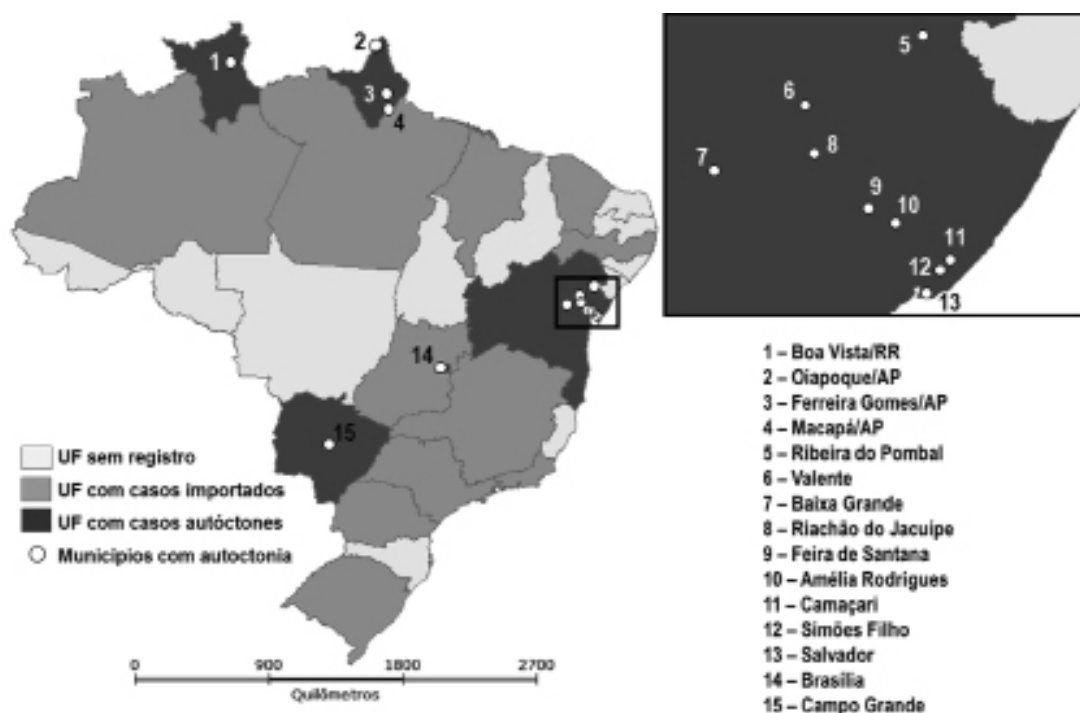 1
2
3
4
14
15
UF sem registro
UF com casos importados
UF com casos autóctones
Municípios com autoctonia
0 900 1800 2700
Quilômetros
5
6
7
8
9
10
11
12
13
1 – Boa Vista/RR
2 – Oiapoque/AP
3 – Ferreira Gomes/AP
4 – Macapá/AP
5 – Ribeira do Pombal
6 – Valente
7 – Baixa Grande
8 – Riachão do Jacuípe
9 – Feira de Santana
10 – Amélia Rodrigues
11 – Camaçari
12 – Simões Filho
13 – Salvador
14 – Brasília
15 – Campo Grande